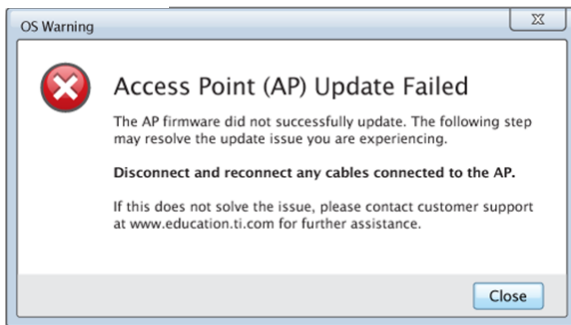 OS Warning
Access Point (AP) Update Failed
The AP firmware did not successfully update. The following step
may resolve the update issue you are experiencing.
Disconnect and reconnect any cables connected to the AP.
If this does not solve the issue, please contact customer support
at www.education.ti.com for further assistance.
Close